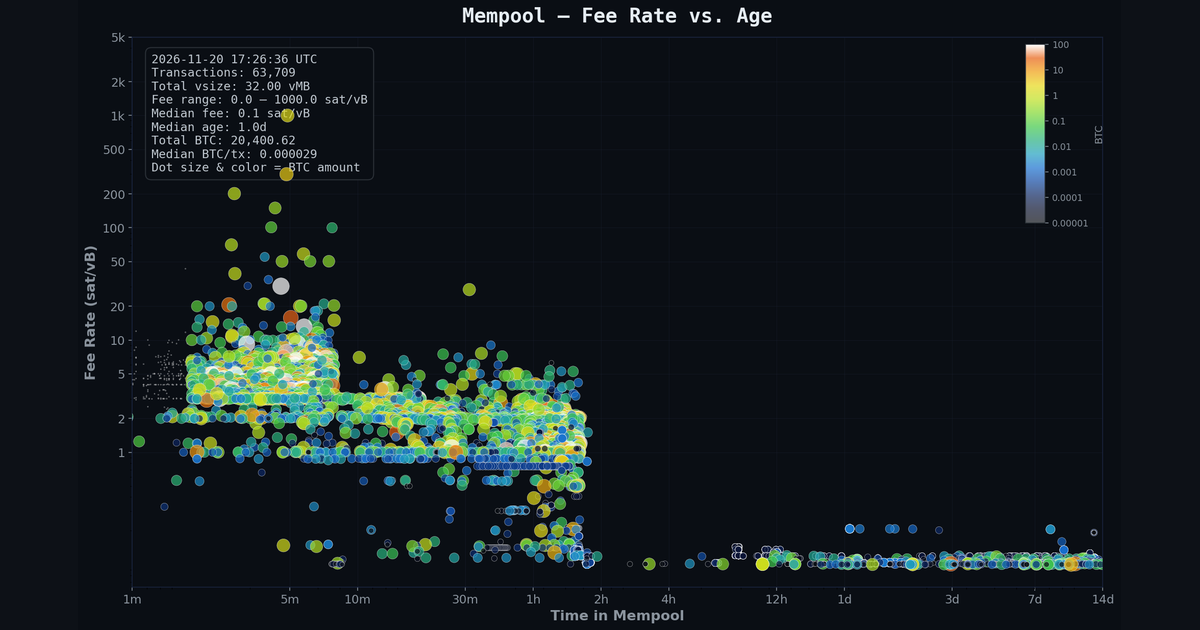 Mempool — Fee Rate vs. Age
5k
2k
1k
500
200
100
50
20
10
5
2
1
Fee Rate (sat/vB)
2026-11-20 17:26:36 UTC
Transactions: 63,709
Total vsize: 32.00 vMB
Fee range: 0.0 — 1000.0 sat/vB
Median fee: 0.1 sat/vB
Median age: 1.0d
Total BTC: 20,400.62
Median BTC/tx: 0.000029
Dot size & color = BTC amount
100
10
1
0.1
0.01
0.001
0.0001
0.00001
BTC
1m
5m
10m
30m
1h
2h
4h
12h
1d
3d
7d
14d
Time in Mempool